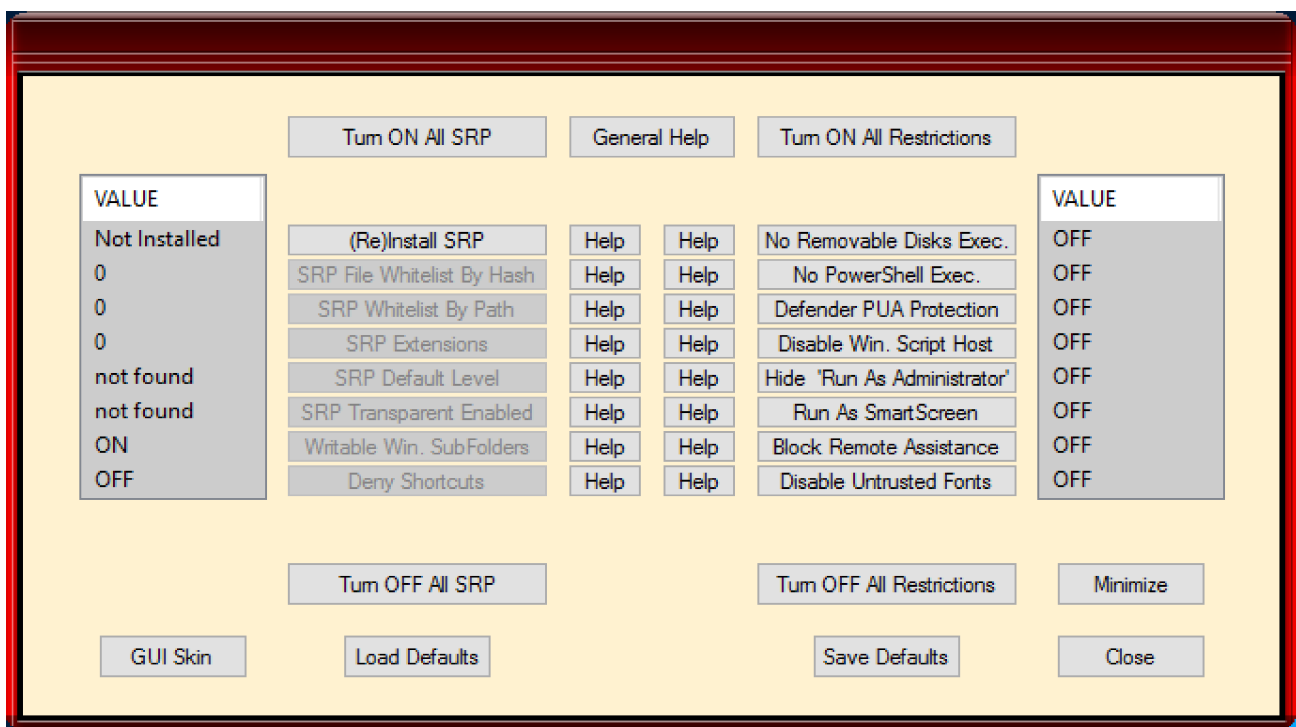 Turn ON All SRP General Help Turn ON All Restrictions
VALUE VALUE
Not Installed (Re)Install SRP Help Help No Removable Disks Exec. OFF
0 SRP File Whitelist By Hash Help Help No PowerShell Exec. OFF
0 SRP Whitelist By Path Help Help Defender PUA Protection OFF
0 SRP Extensions Help Help Disable Win. Script Host OFF
not found SRP Default Level Help Help Hide 'Run As Administrator' OFF
not found SRP Transparent Enabled Help Help Run As SmartScreen OFF
ON Writable Win. SubFolders Help Help Block Remote Assistance OFF
OFF Deny Shortcuts Help Help Disable Untrusted Fonts OFF
Turn OFF All SRP Turn OFF All Restrictions Minimize
GUI Skin Load Defaults Save Defaults Close